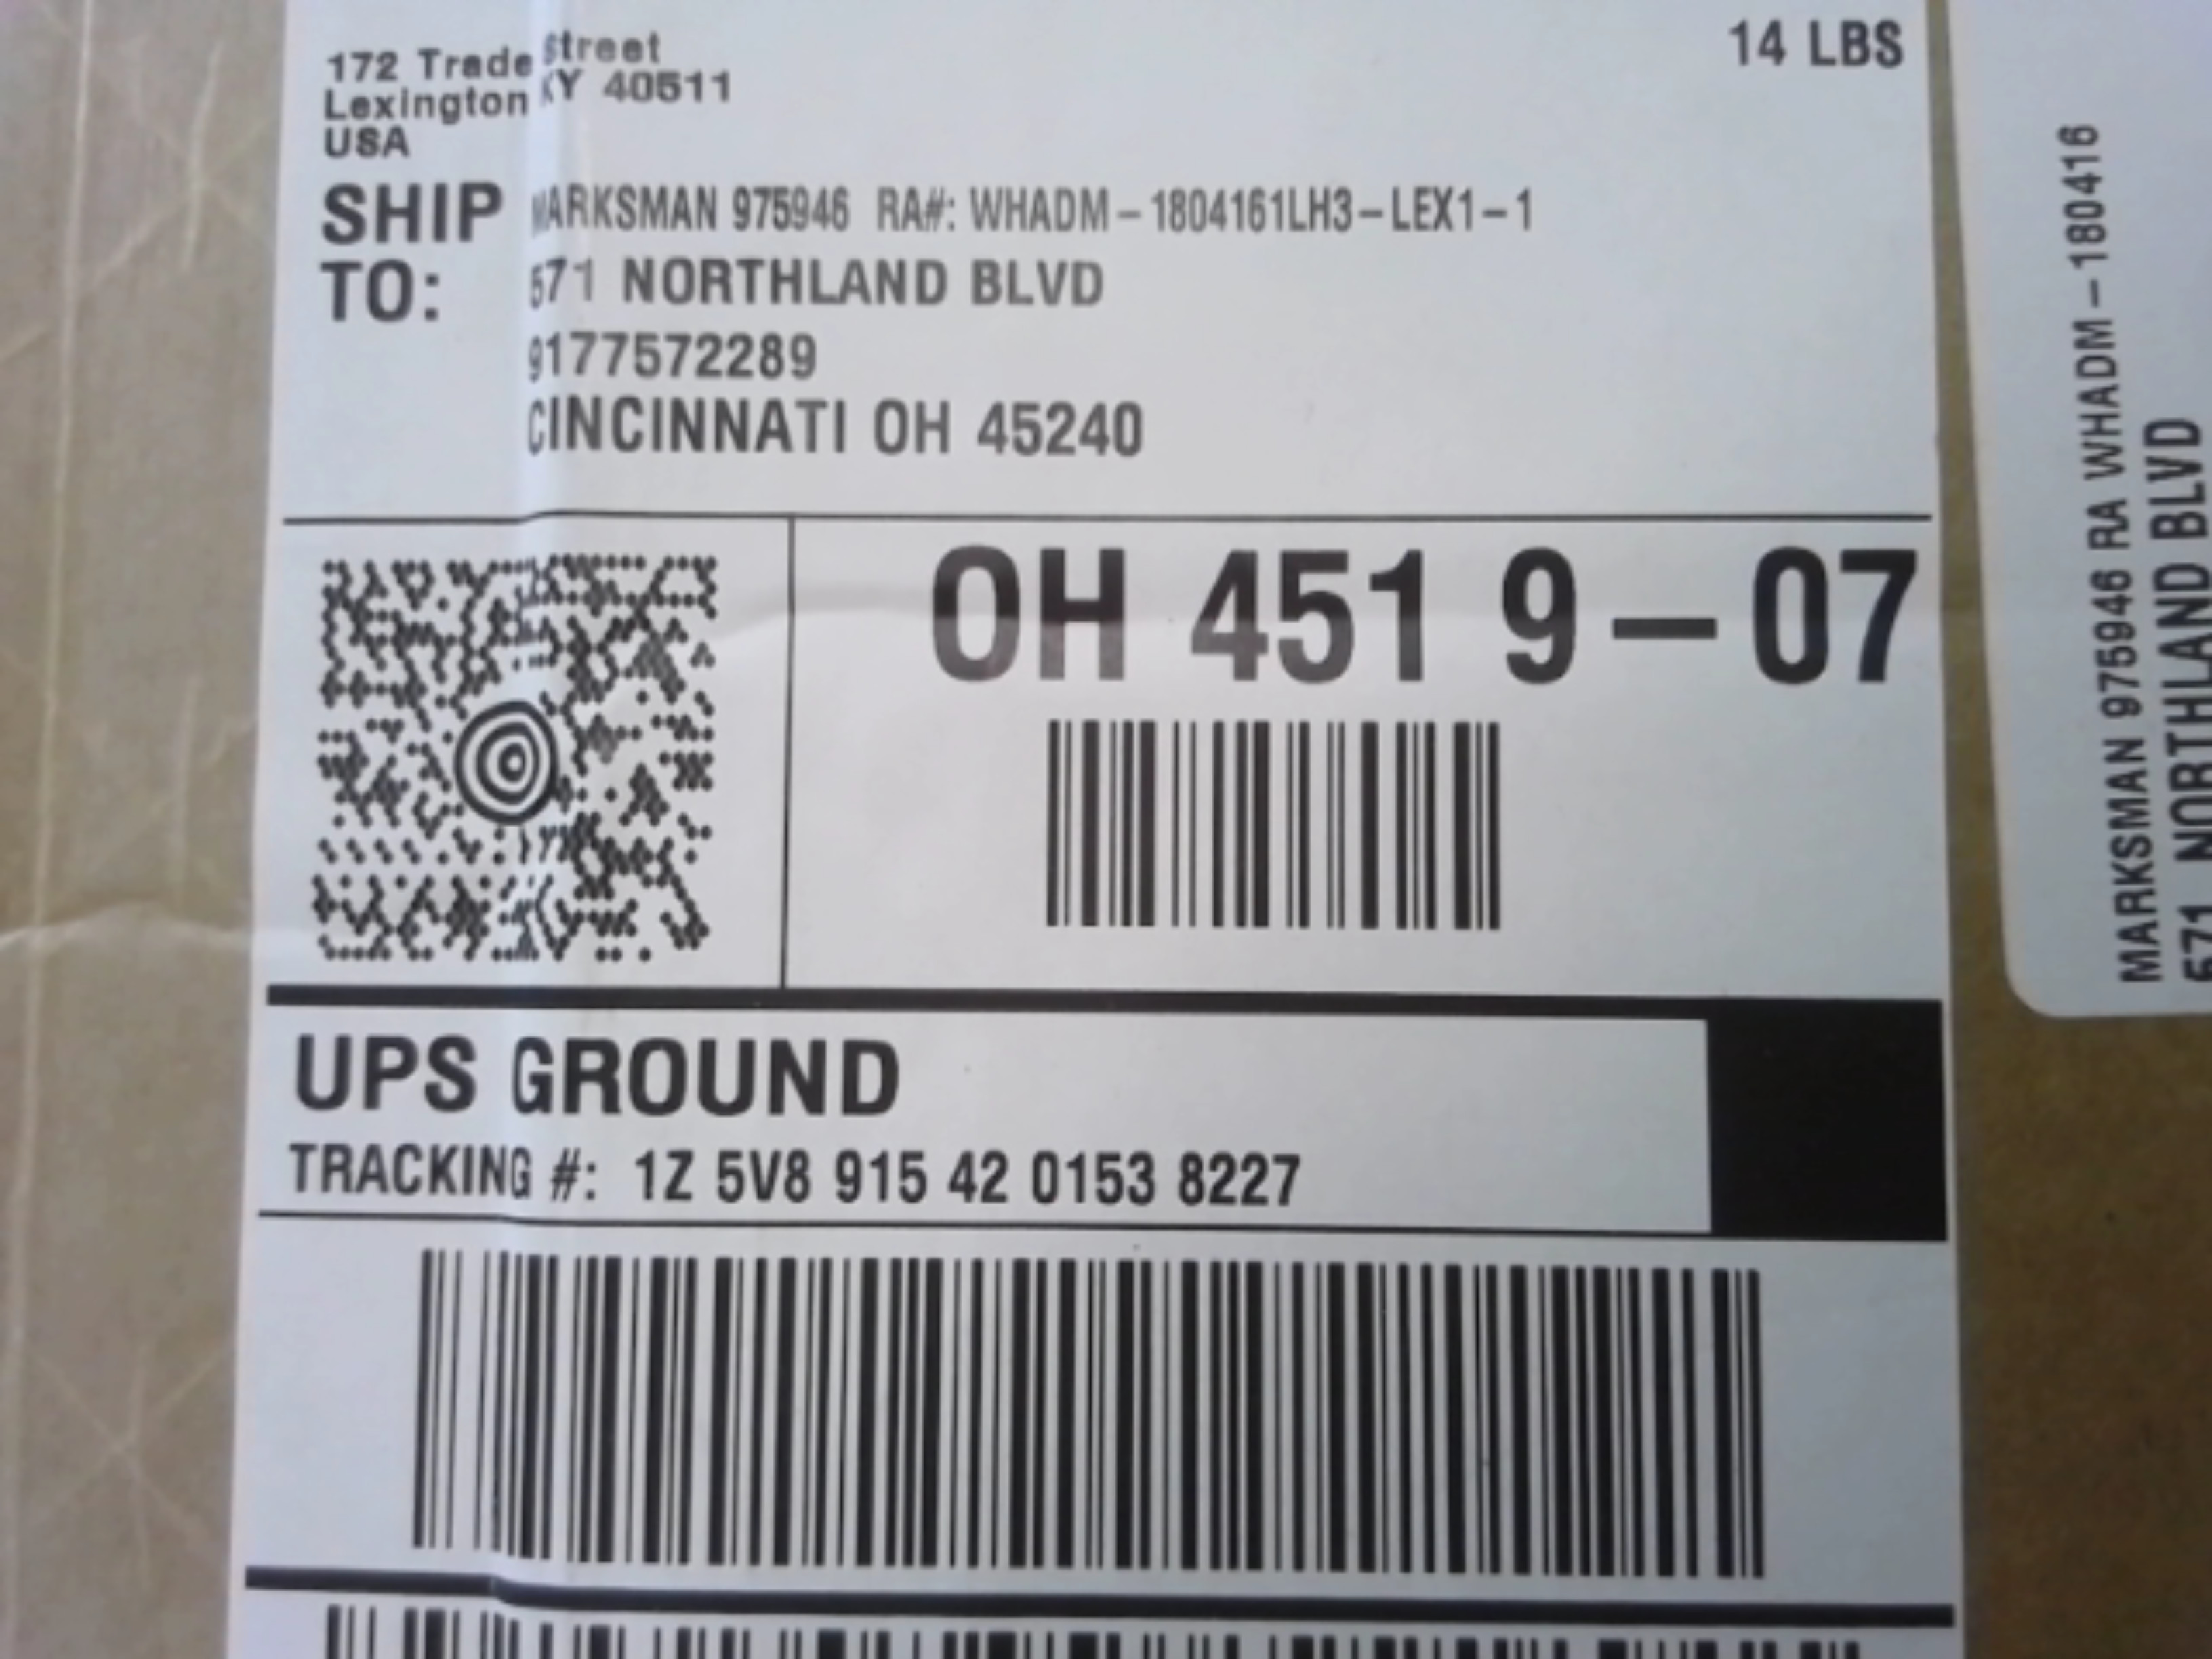 172 Trade Street
Lexington KY 40511
USA
14 LBS
SHIP TO:
MARKSMAN 975946 RA#: WHADM-1804161LH3-LEX1-1
571 NORTHLAND BLVD
9177572289
CINCINNATI OH 45240
OH 451 9-07
UPS GROUND
TRACKING #: 1Z 5V8 915 42 0153 8227
MARKSMAN 975946 RA WHADM-180416
571 NORTHLAND BLVD